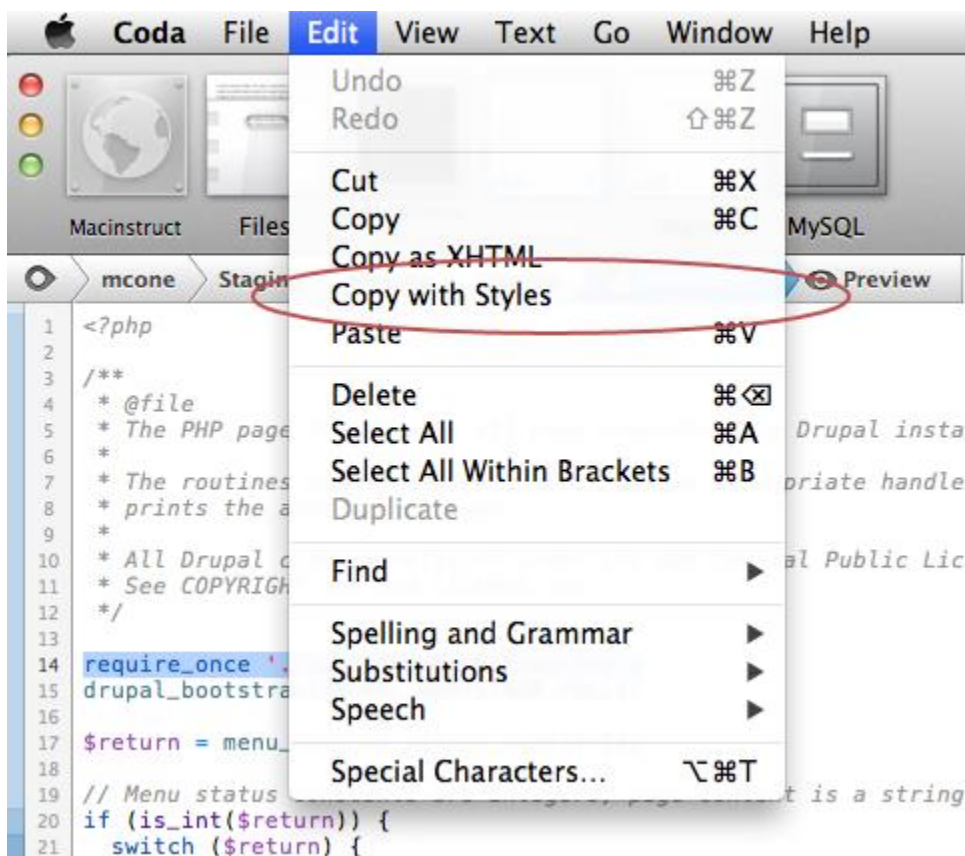 Coda File Edit View Text Go Window Help
Undo ⌘Z
Redo ⇧⌘Z
Cut ⌘X
Copy ⌘C
Copy as XHTML
Copy with Styles
Paste ⌘V
Delete ⌘⌫
Select All ⌘A
Select All Within Brackets ⌘B
Duplicate
Find
Spelling and Grammar
Substitutions
Speech
Special Characters... ⌥⌘T
Macinstruct Files MySQL
mcone Stagin Preview
1 <?php
2
3 /**
4 * @file
5 * The PHP page Drupal insta
6 *
7 * The routines priate handle
8 * prints the a
9 *
10 * All Drupal c al Public Lic
11 * See COPYRIGH
12 */
13
14 require_once '.
15 drupal_bootstra
16
17 $return = menu_
18
19 // Menu status t is a string
20 if (is_int($return)) {
21 switch ($return) {